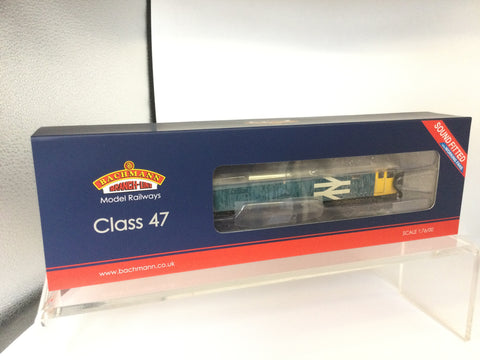 BACHMANN
BRANCH-LINE
Model Railways
Class 47
www.bachmann.co.uk
SOUND FITTED
SCALE 1:76/00